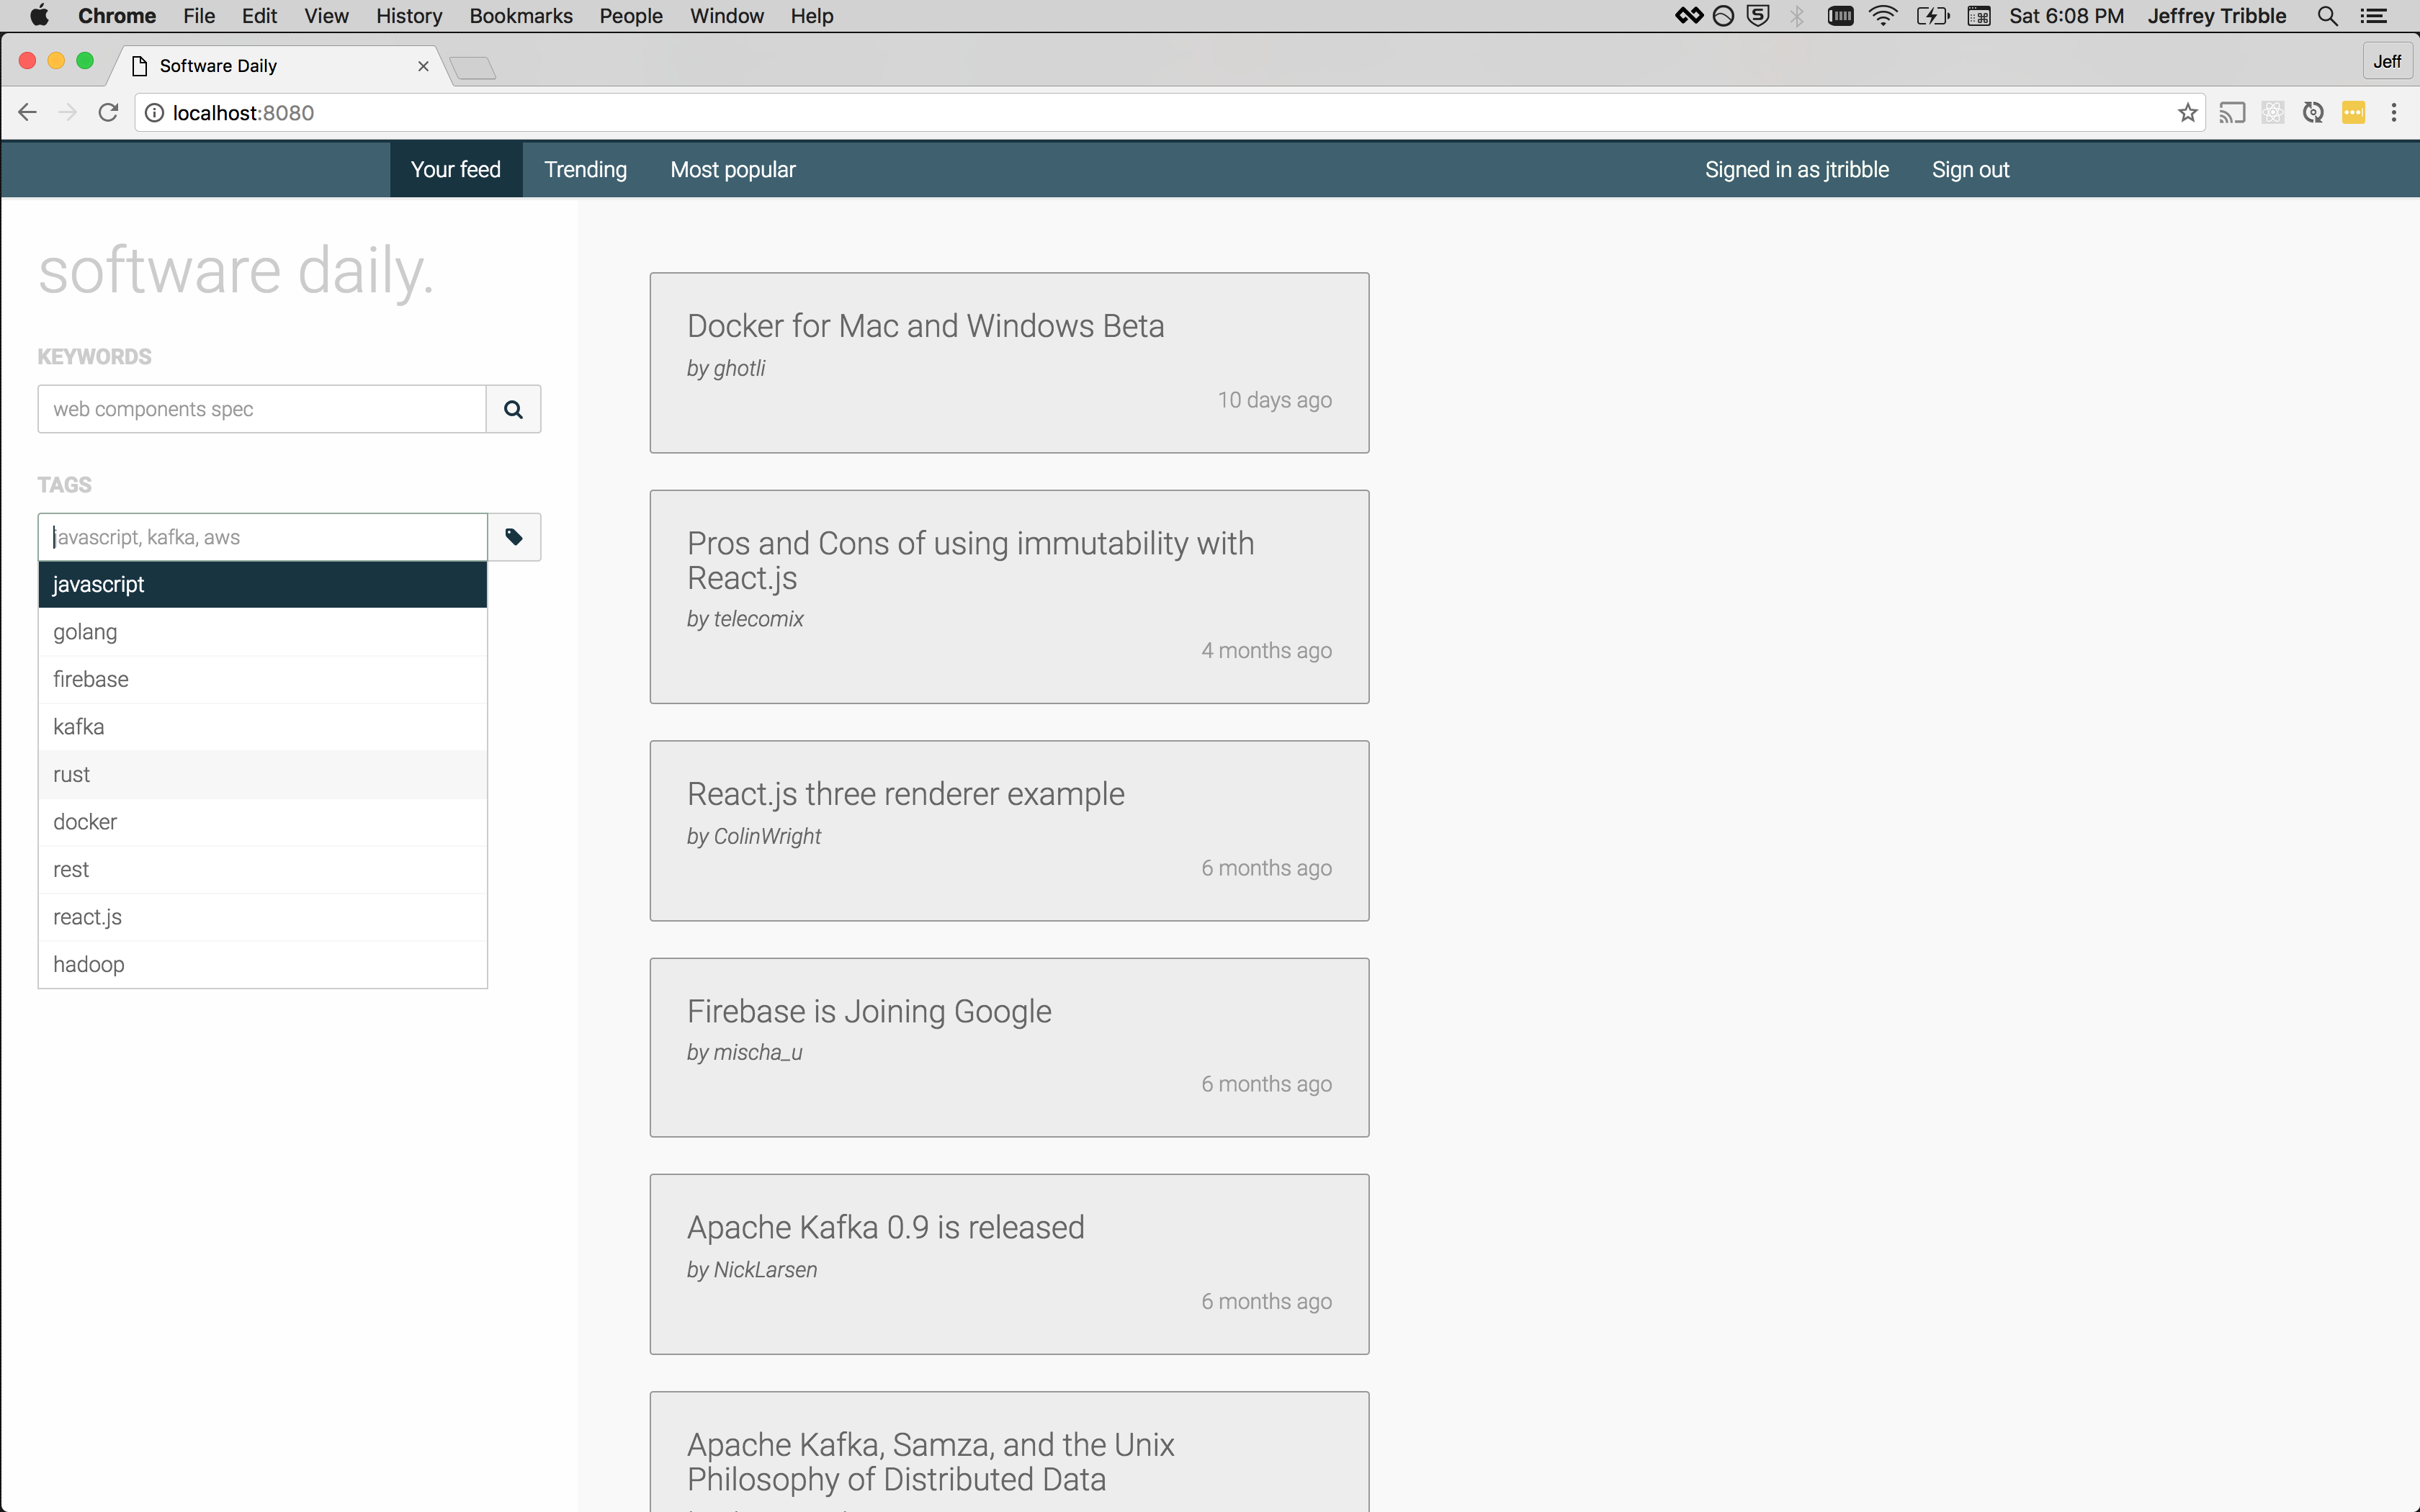 Chrome File Edit View History Bookmarks People Window Help Sat 6:08 PM Jeffrey Tribble
Software Daily Jeff
localhost:8080
Your feed Trending Most popular Signed in as jtribble Sign out
software daily.
KEYWORDS
web components spec
TAGS
javascript, kafka, aws
javascript
golang
firebase
kafka
rust
docker
rest
react.js
hadoop
Docker for Mac and Windows Beta
by ghotli
10 days ago
Pros and Cons of using immutability with
React.js
by telecomix
4 months ago
React.js three renderer example
by ColinWright
6 months ago
Firebase is Joining Google
by mischa_u
6 months ago
Apache Kafka 0.9 is released
by NickLarsen
6 months ago
Apache Kafka, Samza, and the Unix
Philosophy of Distributed Data